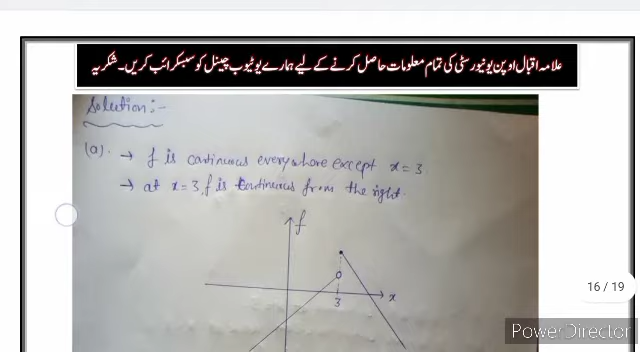 علامہ اقبال اوپن یونیورسٹی کی تمام معلومات حاصل کرنے کے لیے ہمارے یوٹیوب چینل کو سبسکرائب کریں۔ شکریہ
Solution:-
(a). → f is continuous everywhere except x = 3.
→ at x = 3, f is continuous from the right.
f
x
3
16 / 19
PowerDirector